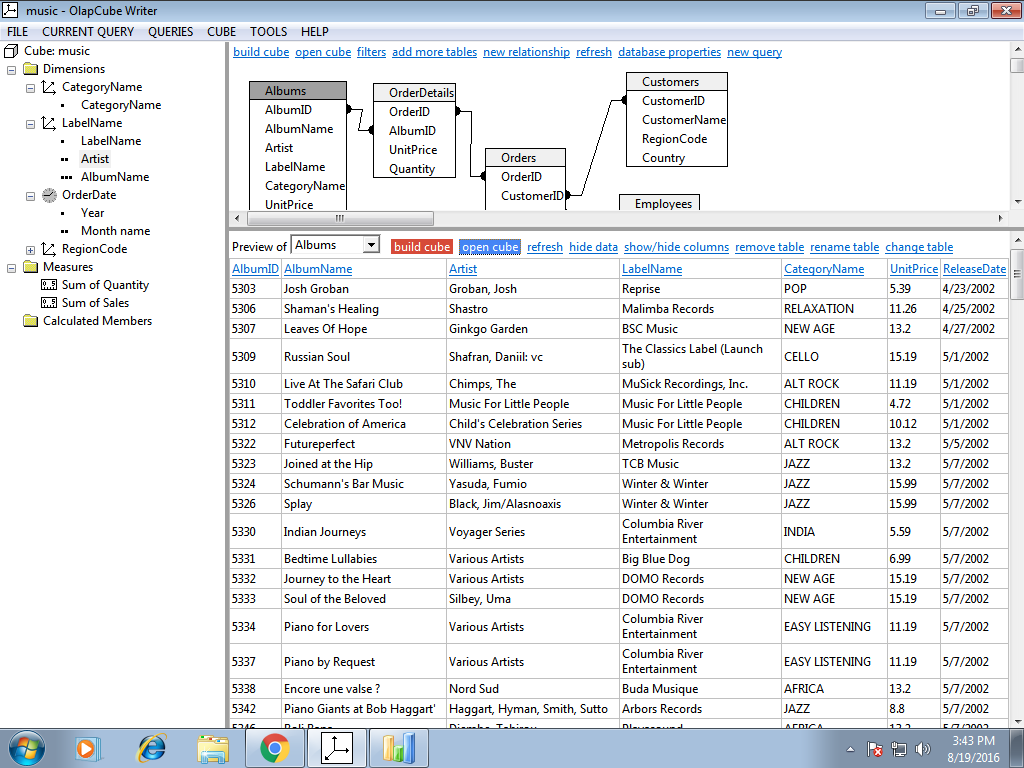 music - OlapCube Writer
FILE CURRENT QUERY QUERIES CUBE TOOLS HELP
Cube: music
Dimensions
CategoryName
CategoryName
LabelName
LabelName
Artist
AlbumName
OrderDate
Year
Month name
RegionCode
Measures
Sum of Quantity
Sum of Sales
Calculated Members
build cube open cube filters add more tables new relationship refresh database properties new query
Albums
AlbumID
AlbumName
Artist
LabelName
CategoryName
UnitPrice
OrderDetails
OrderID
AlbumID
UnitPrice
Quantity
Orders
OrderID
CustomerID
Customers
CustomerID
CustomerName
RegionCode
Country
Employees
Preview of Albums build cube open cube refresh hide data show/hide columns remove table rename table change table
AlbumID AlbumName Artist LabelName CategoryName UnitPrice ReleaseDate
5303 Josh Groban Groban, Josh Reprise POP 5.39 4/23/2002
5306 Shaman's Healing Shastro Malimba Records RELAXATION 11.26 4/25/2002
5307 Leaves Of Hope Ginkgo Garden BSC Music NEW AGE 13.2 4/27/2002
5309 Russian Soul Shafran, Daniil: vc The Classics Label (Launch sub) CELLO 15.19 5/1/2002
5310 Live At The Safari Club Chimps, The MuSick Recordings, Inc. ALT ROCK 11.19 5/1/2002
5311 Toddler Favorites Too! Music For Little People Music For Little People CHILDREN 4.72 5/1/2002
5312 Celebration of America Child's Celebration Series Music For Little People CHILDREN 10.12 5/1/2002
5322 Futureperfect VNV Nation Metropolis Records ALT ROCK 13.2 5/5/2002
5323 Joined at the Hip Williams, Buster TCB Music JAZZ 13.2 5/7/2002
5324 Schumann's Bar Music Yasuda, Fumio Winter & Winter JAZZ 15.99 5/7/2002
5326 Splay Black, Jim/Alasnoaxis Winter & Winter JAZZ 15.99 5/7/2002
5330 Indian Journeys Voyager Series Columbia River Entertainment INDIA 5.59 5/7/2002
5331 Bedtime Lullabies Various Artists Big Blue Dog CHILDREN 6.99 5/7/2002
5332 Journey to the Heart Various Artists DOMO Records NEW AGE 15.19 5/7/2002
5333 Soul of the Beloved Silbey, Uma DOMO Records NEW AGE 15.19 5/7/2002
5334 Piano for Lovers Various Artists Columbia River Entertainment EASY LISTENING 11.19 5/7/2002
5337 Piano by Request Various Artists Columbia River Entertainment EASY LISTENING 11.19 5/7/2002
5338 Encore une valse ? Nord Sud Buda Musique AFRICA 13.2 5/7/2002
5342 Piano Giants at Bob Haggart' Haggart, Hyman, Smith, Sutto Arbors Records JAZZ 8.8 5/7/2002
3:43 PM
8/19/2016